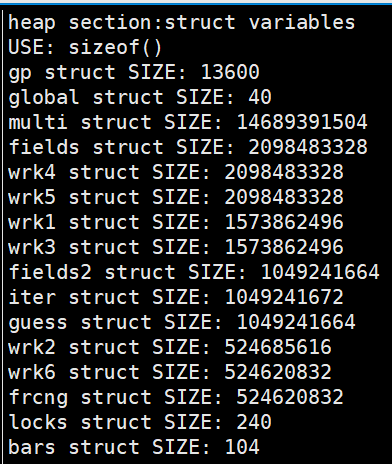 heap section:struct variables
USE: sizeof()
gp struct SIZE: 13600
global struct SIZE: 40
multi struct SIZE: 14689391504
fields struct SIZE: 2098483328
wrk4 struct SIZE: 2098483328
wrk5 struct SIZE: 2098483328
wrk1 struct SIZE: 1573862496
wrk3 struct SIZE: 1573862496
fields2 struct SIZE: 1049241664
iter struct SIZE: 1049241672
guess struct SIZE: 1049241664
wrk2 struct SIZE: 524685616
wrk6 struct SIZE: 524620832
frcng struct SIZE: 524620832
locks struct SIZE: 240
bars struct SIZE: 104